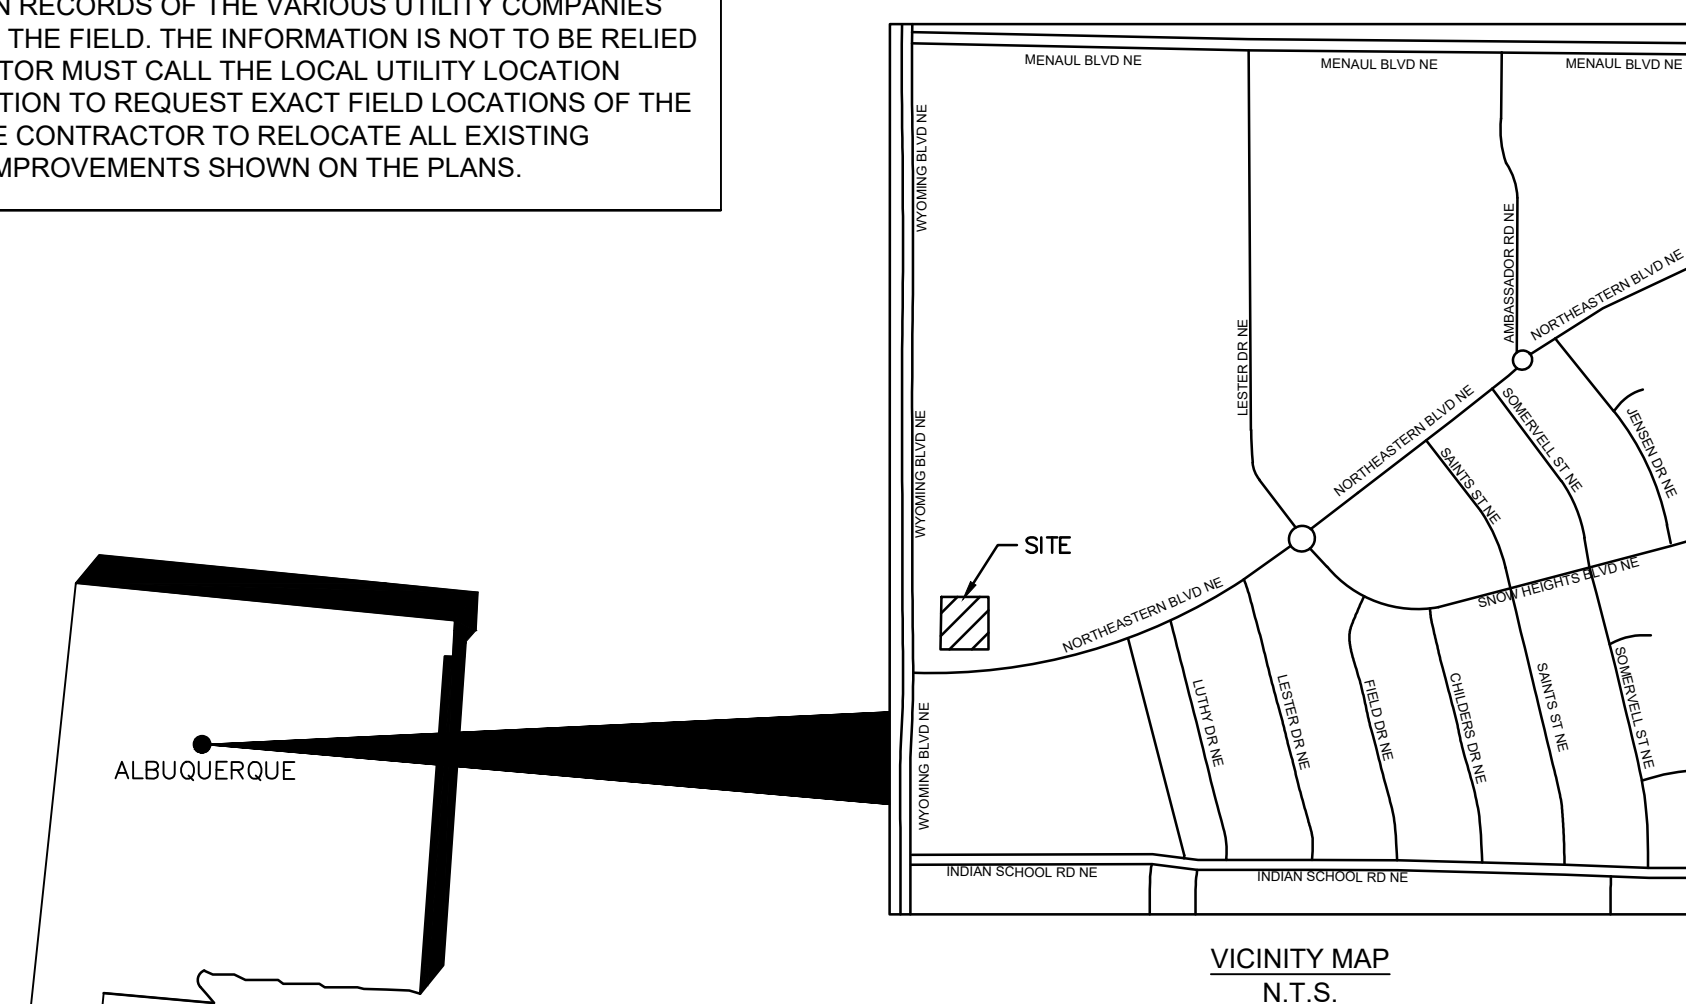 N RECORDS OF THE VARIOUS UTILITY COMPANIES
THE FIELD. THE INFORMATION IS NOT TO BE RELIED
TOR MUST CALL THE LOCAL UTILITY LOCATION
TION TO REQUEST EXACT FIELD LOCATIONS OF THE
E CONTRACTOR TO RELOCATE ALL EXISTING
MPROVEMENTS SHOWN ON THE PLANS.
MENAUL BLVD NE
MENAUL BLVD NE
MENAUL BLVD NE
WYOMING BLVD NE
AMBASSADOR RD NE
NORTHEASTERN BLVD NE
LESTER DR NE
NORTHEASTERN BLVD NE
SOMERVELL ST NE
JENSEN DR NE
WYOMING BLVD NE
SAINTS ST NE
SITE
NORTHEASTERN BLVD NE
SNOW HEIGHTS BLVD NE
WYOMING BLVD NE
LUTHY DR NE
LESTER DR NE
FIELD DR NE
CHILDERS DR NE
SAINTS ST NE
SOMERVELL ST NE
ALBUQUERQUE
INDIAN SCHOOL RD NE
INDIAN SCHOOL RD NE
VICINITY MAP
N.T.S.